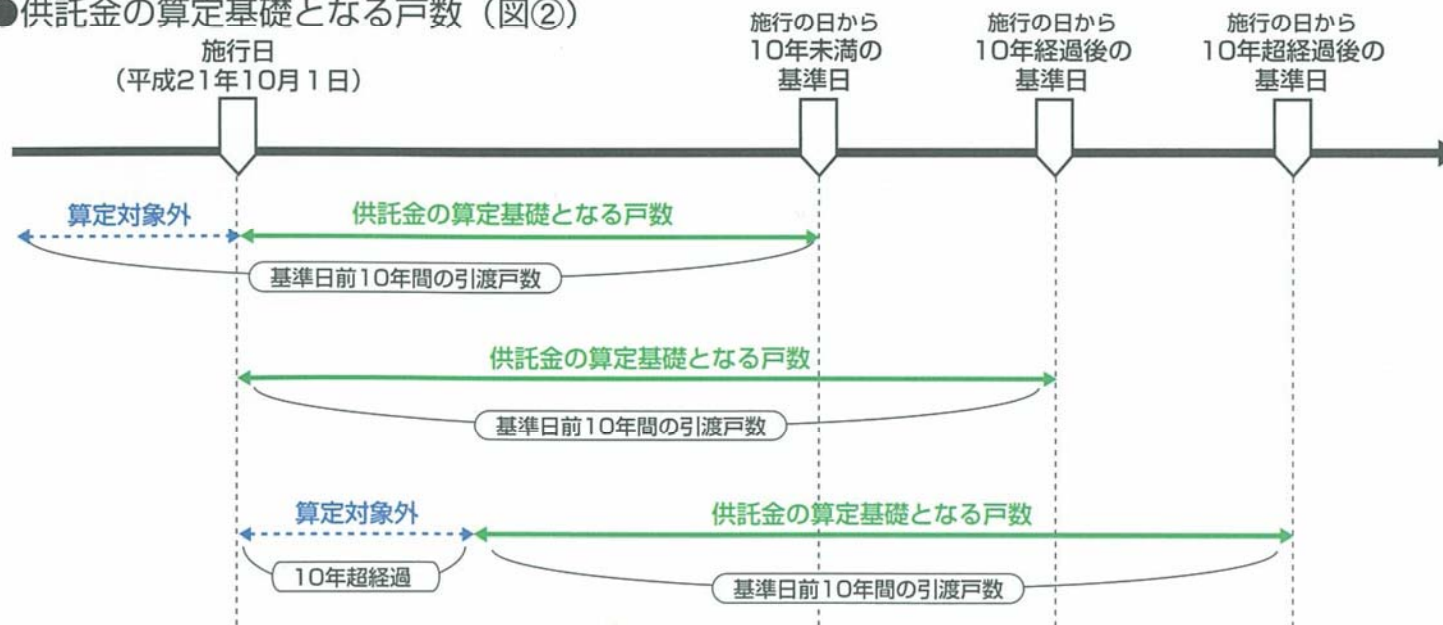 ●供託金の算定基礎となる戸数（図②）
施行日
（平成21年10月1日）
施行の日から
10年未満の
基準日
施行の日から
10年経過後の
基準日
施行の日から
10年超経過後の
基準日
算定対象外
供託金の算定基礎となる戸数
基準日前10年間の引渡戸数
供託金の算定基礎となる戸数
基準日前10年間の引渡戸数
算定対象外
供託金の算定基礎となる戸数
10年超経過
基準日前10年間の引渡戸数